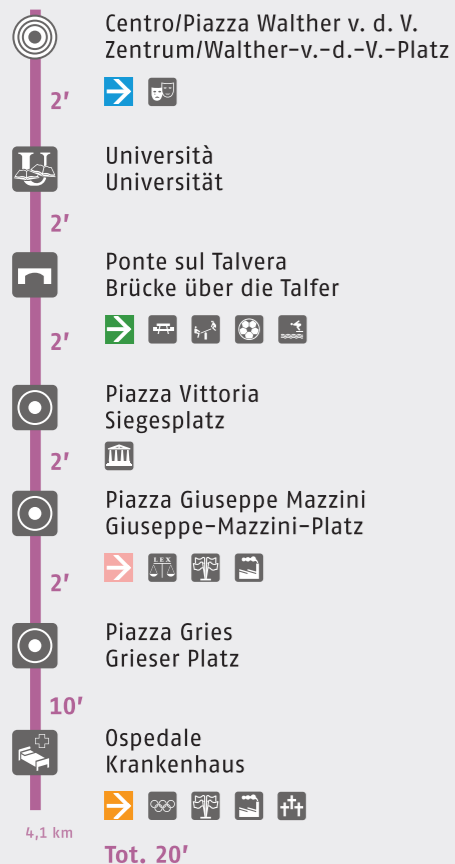 Centro/Piazza Walther v. d. V.
Zentrum/Walther-v.-d.-V.-Platz
2'
Università
Universität
2'
Ponte sul Talvera
Brücke über die Talfer
2'
Piazza Vittoria
Siegesplatz
2'
Piazza Giuseppe Mazzini
Giuseppe-Mazzini-Platz
LEX
2'
Piazza Gries
Grieser Platz
10'
Ospedale
Krankenhaus
4,1 km
Tot. 20'